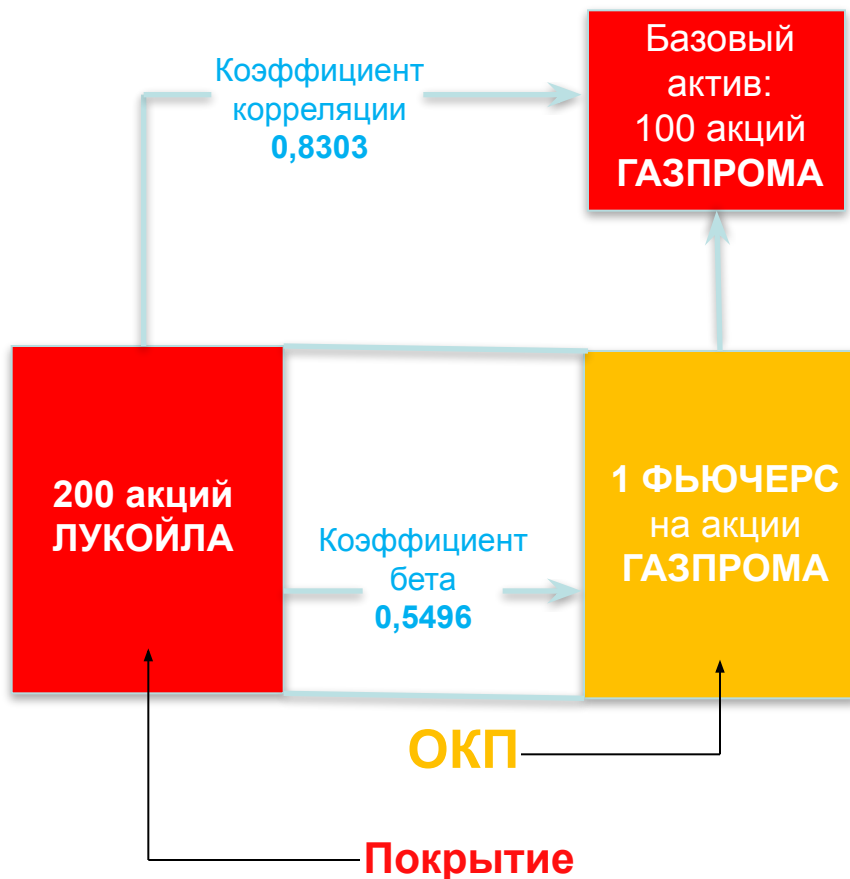 Базовый
актив:
100 акций
ГАЗПРОМА
Коэффициент
корреляции
0,8303
200 акций
ЛУКОЙЛА
Коэффициент
бета
0,5496
1 ФЬЮЧЕРС
на акции
ГАЗПРОМА
ОКП
Покрытие